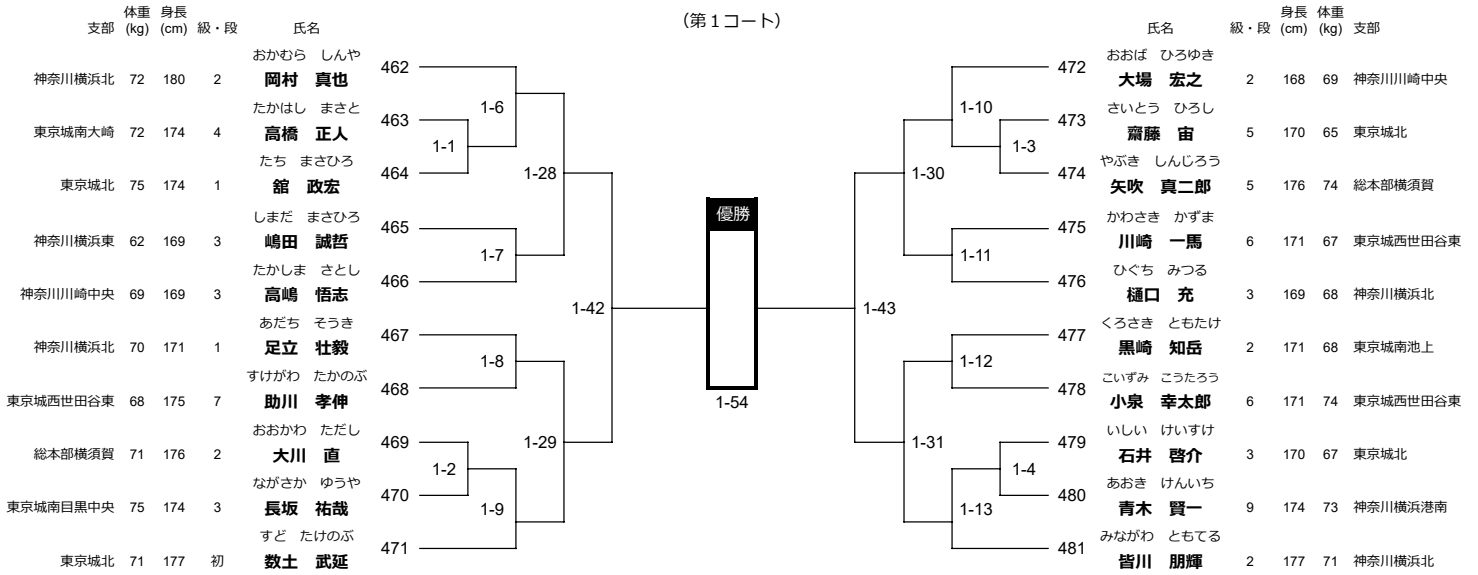 （第１コート）
支部 体重(kg) 身長(cm) 級・段 氏名
おかむら しんや
神奈川横浜北 72 180 2 岡村 真也 462
たかはし まさと
東京城南大崎 72 174 4 高橋 正人 463
たち まさひろ
東京城北 75 174 1 舘 政宏 464
しまだ まさひろ
神奈川横浜東 62 169 3 嶋田 誠哲 465
たかしま さとし
神奈川川崎中央 69 169 3 高嶋 悟志 466
あだち そうき
神奈川横浜北 70 171 1 足立 壮毅 467
すけがわ たかのぶ
東京城西世田谷東 68 175 7 助川 孝伸 468
おおかわ ただし
総本部横須賀 71 176 2 大川 直 469
ながさか ゆうや
東京城南目黒中央 75 174 3 長坂 祐哉 470
すど たけのぶ
東京城北 71 177 初 数土 武延 471
1-1
1-2
1-6
1-7
1-8
1-9
1-28
1-29
1-42
優勝
1-54
1-43
1-30
1-31
1-10
1-11
1-12
1-13
1-3
1-4
氏名 級・段 身長(cm) 体重(kg) 支部
おおば ひろゆき
472 大場 宏之 2 168 69 神奈川川崎中央
さいとう ひろし
473 齋藤 宙 5 170 65 東京城北
やぶき しんじろう
474 矢吹 真二郎 5 176 74 総本部横須賀
かわさき かずま
475 川崎 一馬 6 171 67 東京城西世田谷東
ひぐち みつる
476 樋口 充 3 169 68 神奈川横浜北
くろさき ともたけ
477 黒崎 知岳 2 171 68 東京城南池上
こいずみ こうたろう
478 小泉 幸太郎 6 171 74 東京城西世田谷東
いしい けいすけ
479 石井 啓介 3 170 67 東京城北
あおき けんいち
480 青木 賢一 9 174 73 神奈川横浜港南
みながわ ともてる
481 皆川 朋輝 2 177 71 神奈川横浜北